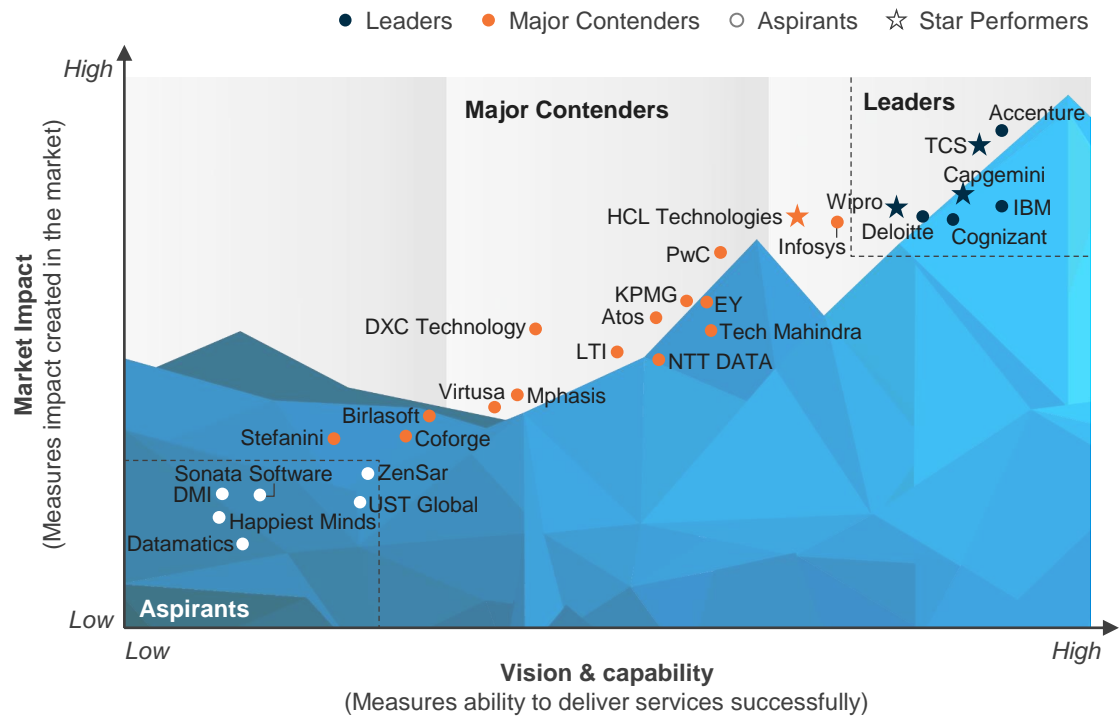 Leaders
Major Contenders
Aspirants
Star Performers
High
Market Impact
(Measures impact created in the market)
Low
Major Contenders
Leaders
Accenture
TCS
Capgemini
Wipro
IBM
HCL Technologies
Deloitte
Cognizant
Infosys
PwC
KPMG
EY
Atos
DXC Technology
Tech Mahindra
LTI
NTT DATA
Virtusa
Mphasis
Birlasoft
Stefanini
Coforge
Sonata Software
ZenSar
DMI
UST Global
Happiest Minds
Datamatics
Aspirants
Low
High
Vision & capability
(Measures ability to deliver services successfully)